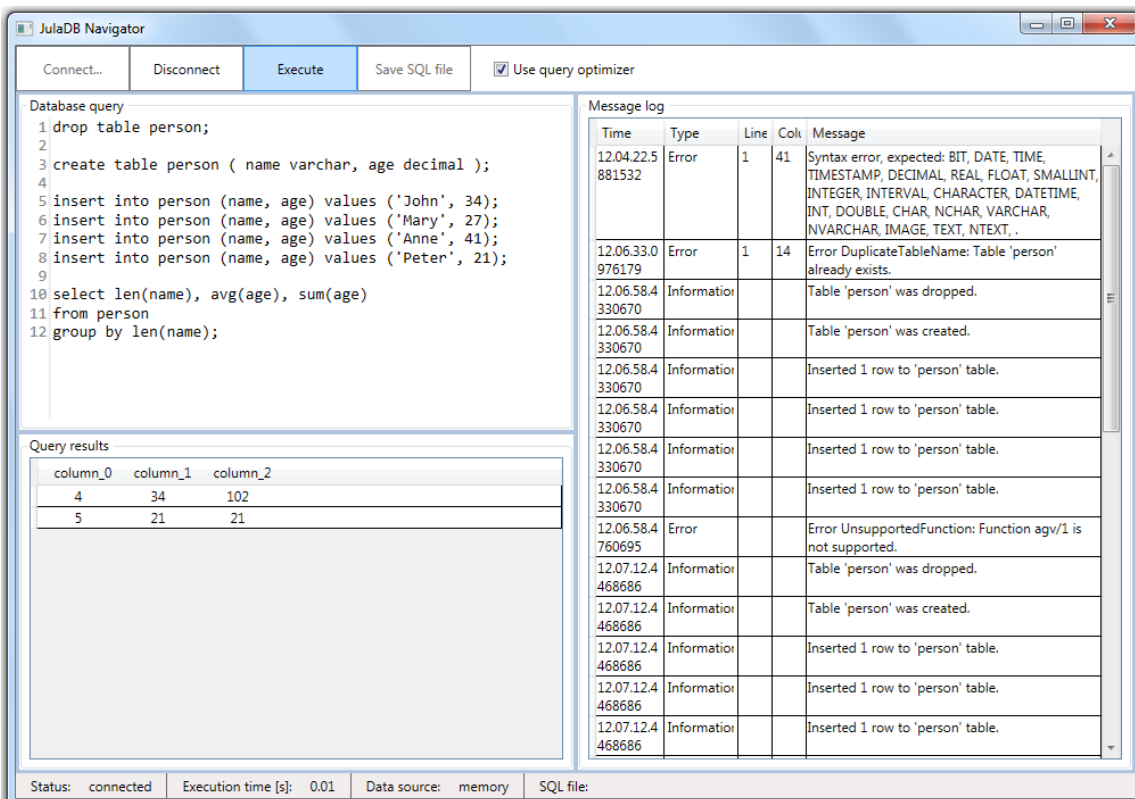 JulaDB Navigator
Connect... Disconnect Execute Save SQL file Use query optimizer
Database query
1 drop table person;
2
3 create table person ( name varchar, age decimal );
4
5 insert into person (name, age) values ('John', 34);
6 insert into person (name, age) values ('Mary', 27);
7 insert into person (name, age) values ('Anne', 41);
8 insert into person (name, age) values ('Peter', 21);
9
10 select len(name), avg(age), sum(age)
11 from person
12 group by len(name);
Query results
column_0 column_1 column_2
4 34 102
5 21 21
Message log
Time Type Line Colu Message
12.04.22.5 Error 1 41 Syntax error, expected: BIT, DATE, TIME,
881532 TIMESTAMP, DECIMAL, REAL, FLOAT, SMALLINT,
INTEGER, INTERVAL, CHARACTER, DATETIME,
INT, DOUBLE, CHAR, NCHAR, VARCHAR,
NVARCHAR, IMAGE, TEXT, NTEXT, .
12.06.33.0 Error 1 14 Error DuplicateTableName: Table 'person'
976179 already exists.
12.06.58.4 Information Table 'person' was dropped.
330670
12.06.58.4 Information Table 'person' was created.
330670
12.06.58.4 Information Inserted 1 row to 'person' table.
330670
12.06.58.4 Information Inserted 1 row to 'person' table.
330670
12.06.58.4 Information Inserted 1 row to 'person' table.
330670
12.06.58.4 Information Inserted 1 row to 'person' table.
330670
12.06.58.4 Error Error UnsupportedFunction: Function agv/1 is
760695 not supported.
12.07.12.4 Information Table 'person' was dropped.
468686
12.07.12.4 Information Table 'person' was created.
468686
12.07.12.4 Information Inserted 1 row to 'person' table.
468686
12.07.12.4 Information Inserted 1 row to 'person' table.
468686
12.07.12.4 Information Inserted 1 row to 'person' table.
468686
Status: connected Execution time [s]: 0.01 Data source: memory SQL file: